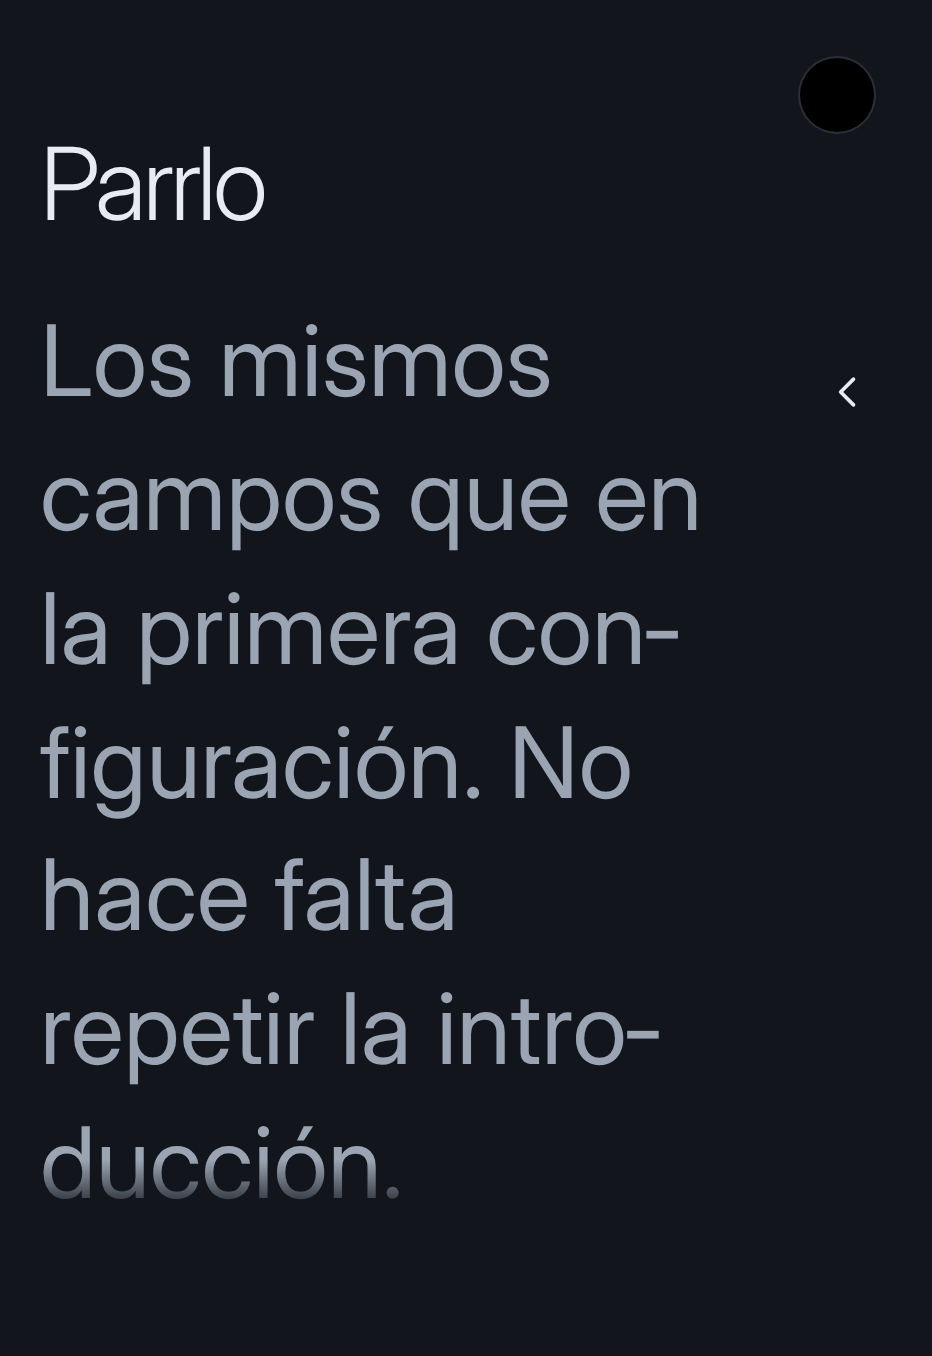 Parrlo
Los mismos
campos que en
la primera con-
figuración. No
hace falta
repetir la intro-
ducción.